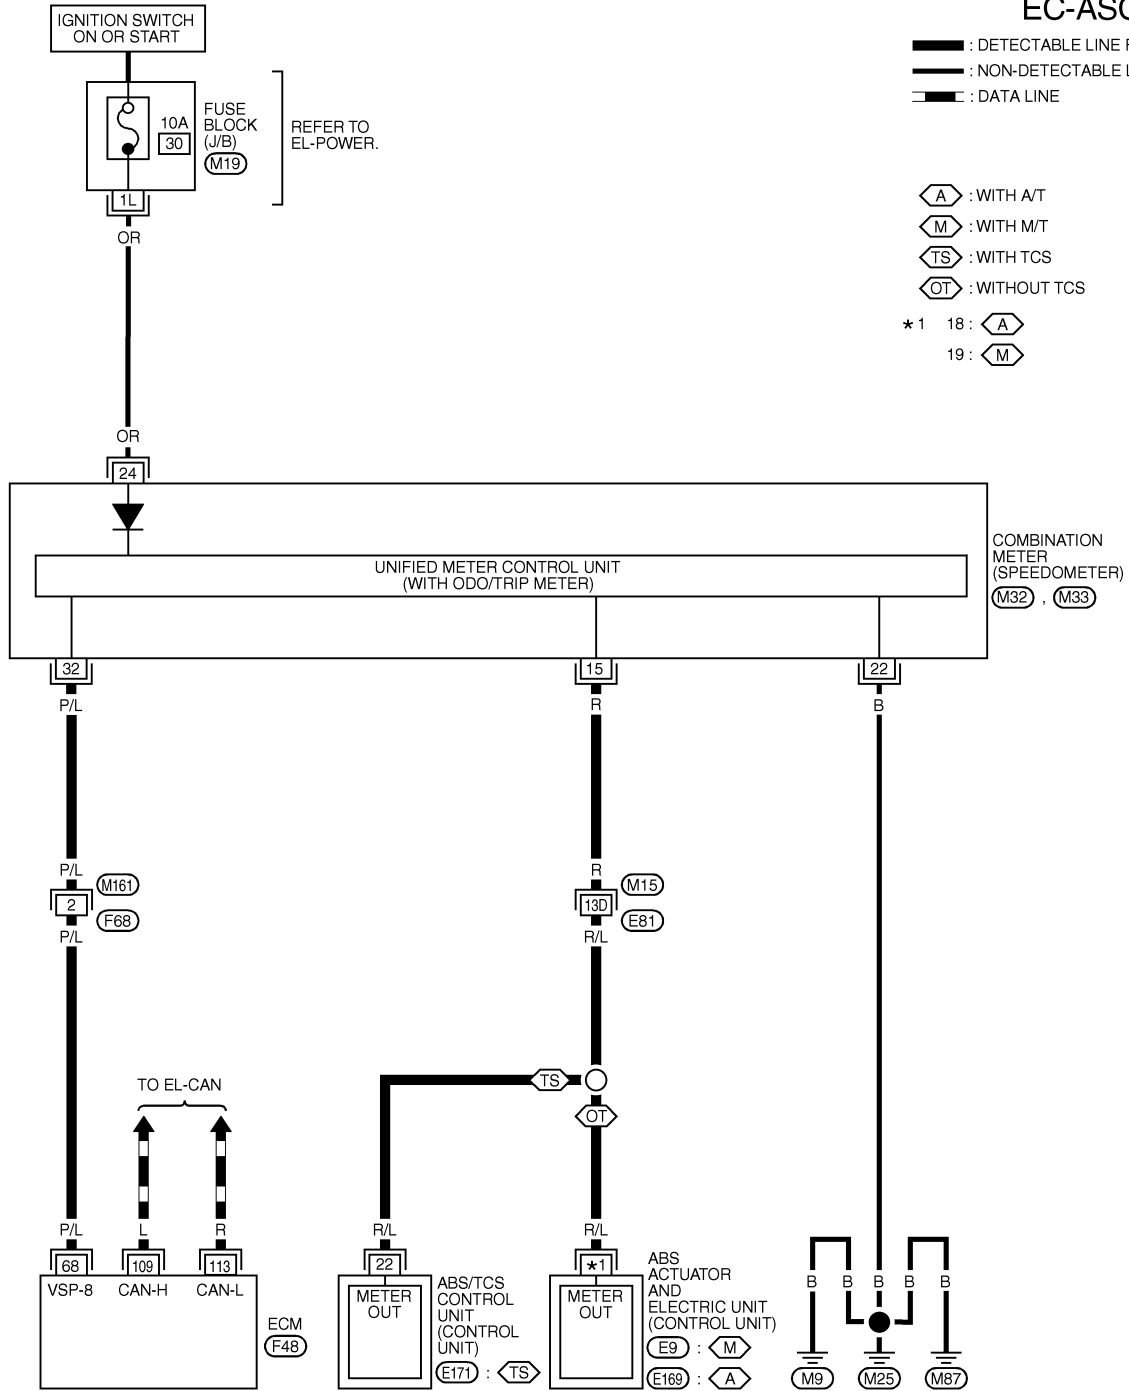 EC-ASC
IGNITION SWITCH
ON OR START
: DETECTABLE LINE
: NON-DETECTABLE
: DATA LINE
10A
30
FUSE
BLOCK
(J/B)
M19
REFER TO
EL-POWER.
1L
OR
A : WITH A/T
M : WITH M/T
TS : WITH TCS
OT : WITHOUT TCS
*1 18 : A
19 : M
OR
24
UNIFIED METER CONTROL UNIT
(WITH ODO/TRIP METER)
COMBINATION
METER
(SPEEDOMETER)
M32 , M33
32 15 22
P/L R B
P/L R
M161 M15
2 13D
F68 E81
P/L R/L
TS
OT
TO EL-CAN
P/L L R R/L R/L
68 109 113 22 *1
VSP-8 CAN-H CAN-L
ECM
F48
METER
OUT
ABS/TCS
CONTROL
UNIT
(CONTROL
UNIT)
E171 : TS
METER
OUT
ABS
ACTUATOR
AND
ELECTRIC UNIT
(CONTROL UNIT)
E9 : M
E169 : A
B B B B B
M9 M25 M87